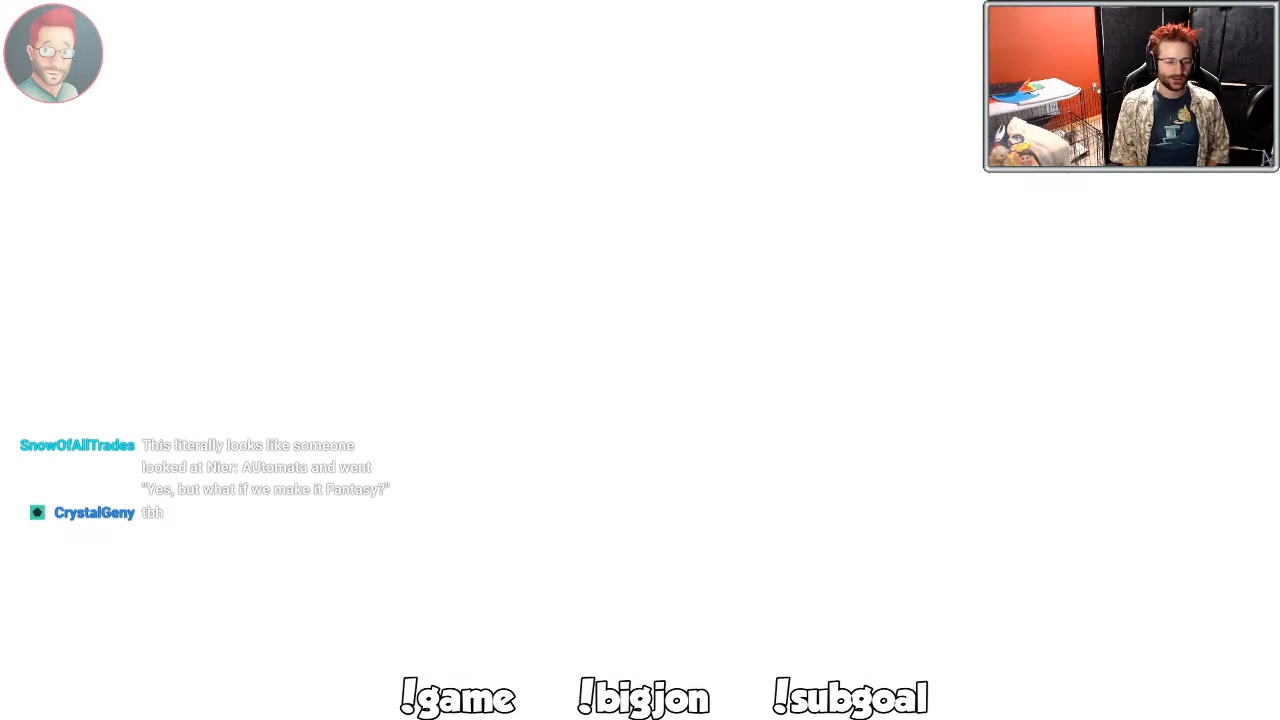 SnowOfAllTrades This literally looks like someone
looked at Nier: AUtomata and went
"Yes, but what if we make it Fantasy?"
CrystalGeny tbh
!game !bigjon !subgoal